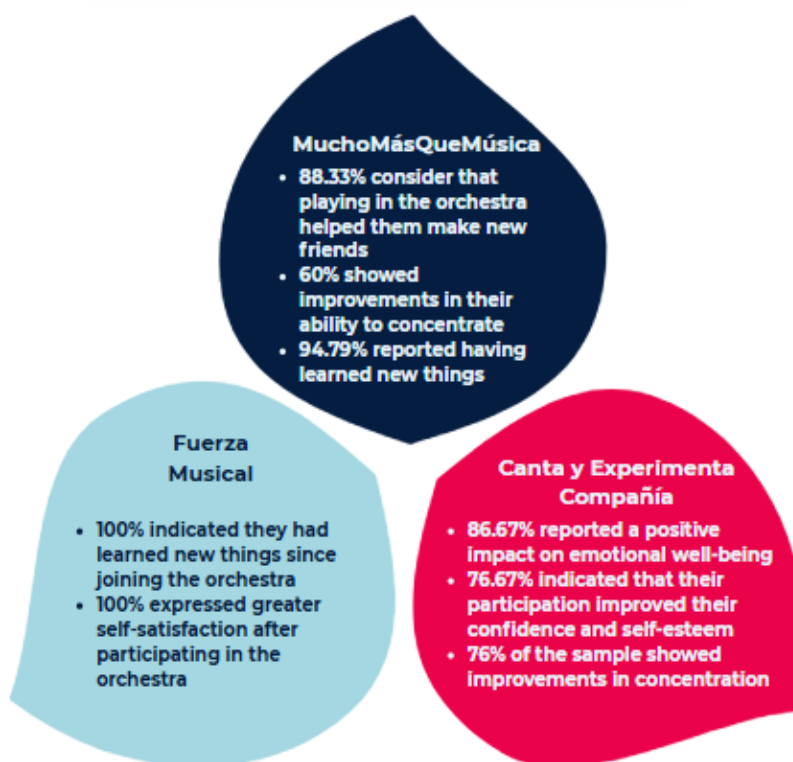 MuchoMásQueMúsica
• 88.33% consider that
playing in the orchestra
helped them make new
friends
• 60% showed
improvements in their
ability to concentrate
• 94.79% reported having
learned new things
Fuerza
Musical
• 100% indicated they had
learned new things since
joining the orchestra
• 100% expressed greater
self-satisfaction after
participating in the
orchestra
Canta y Experimenta
Compañía
• 86.67% reported a positive
impact on emotional well-being
• 76.67% indicated that their
participation improved their
confidence and self-esteem
• 76% of the sample showed
improvements in concentration